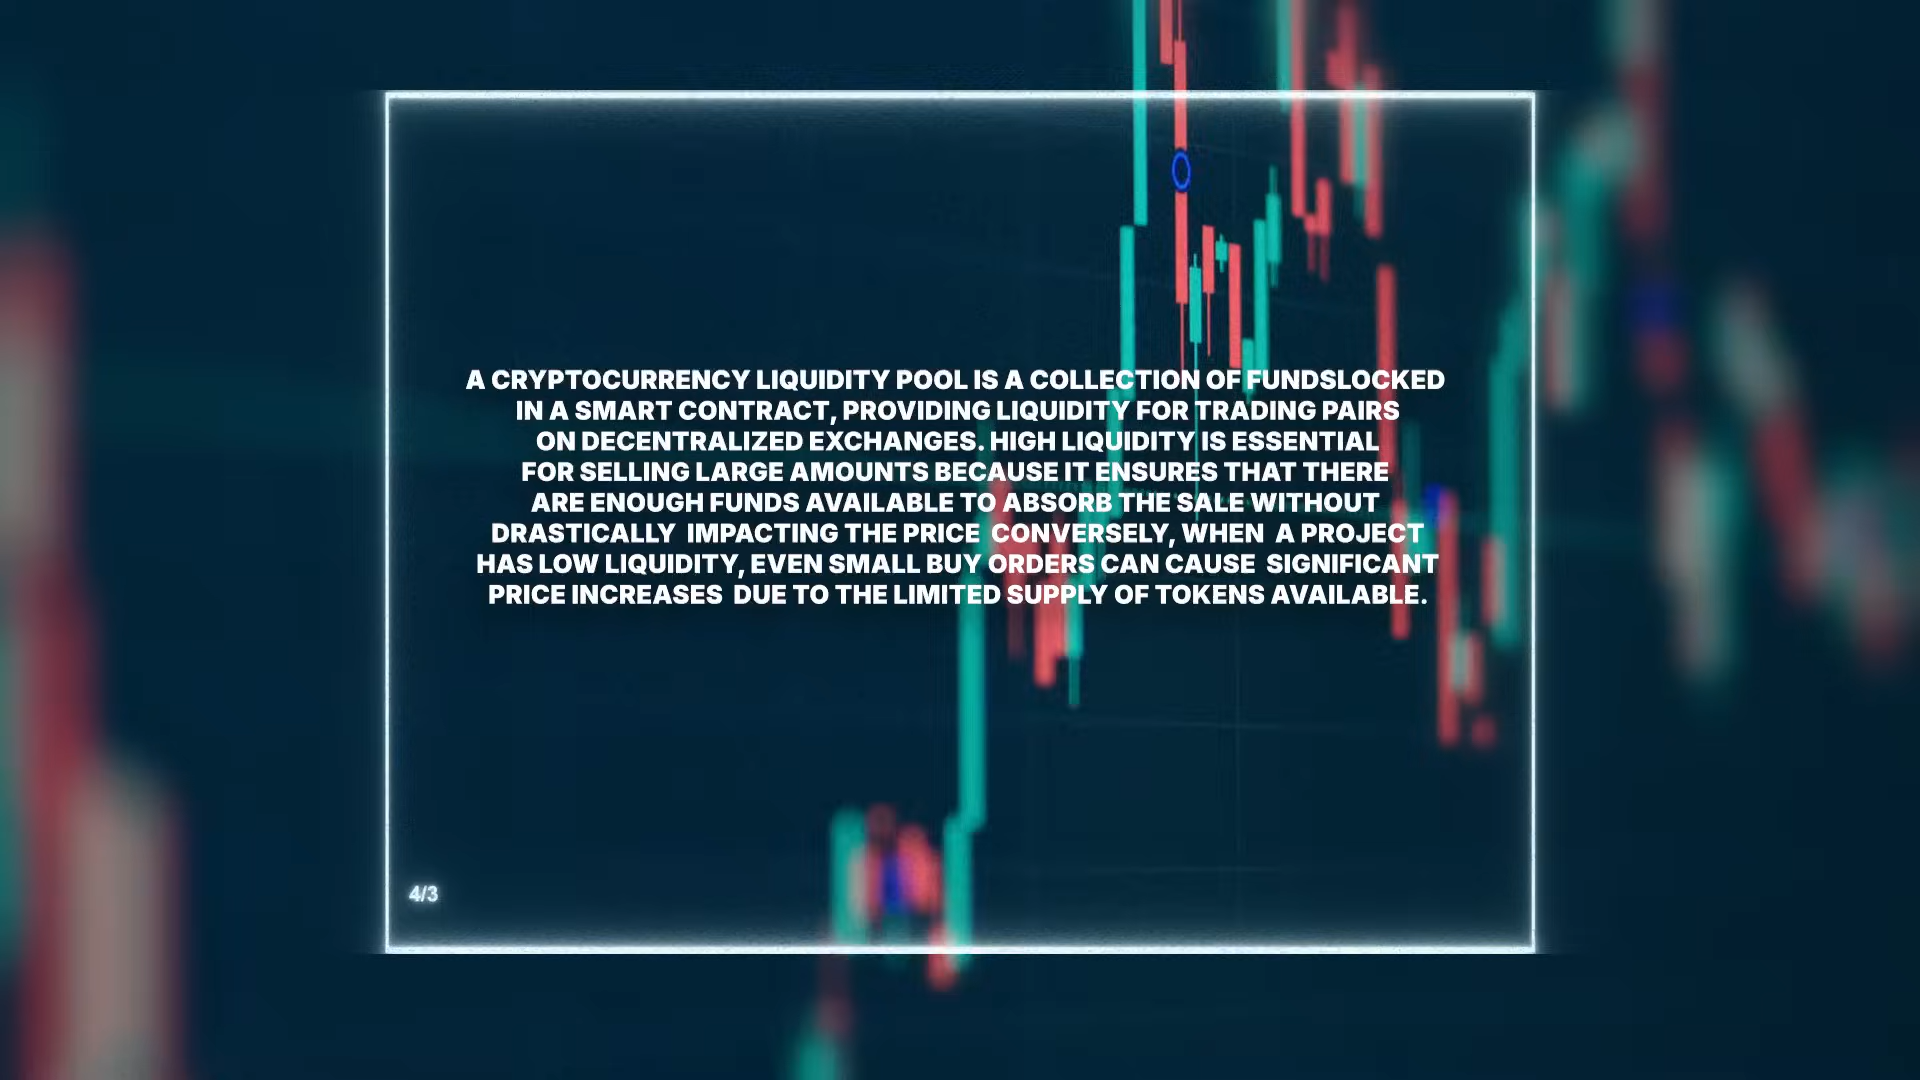 A CRYPTOCURRENCY LIQUIDITY POOL IS A COLLECTION OF FUNDSLOCKED
IN A SMART CONTRACT, PROVIDING LIQUIDITY FOR TRADING PAIRS
ON DECENTRALIZED EXCHANGES. HIGH LIQUIDITY IS ESSENTIAL
FOR SELLING LARGE AMOUNTS BECAUSE IT ENSURES THAT THERE
ARE ENOUGH FUNDS AVAILABLE TO ABSORB THE SALE WITHOUT
DRASTICALLY IMPACTING THE PRICE CONVERSELY, WHEN A PROJECT
HAS LOW LIQUIDITY, EVEN SMALL BUY ORDERS CAN CAUSE SIGNIFICANT
PRICE INCREASES DUE TO THE LIMITED SUPPLY OF TOKENS AVAILABLE.
4/3